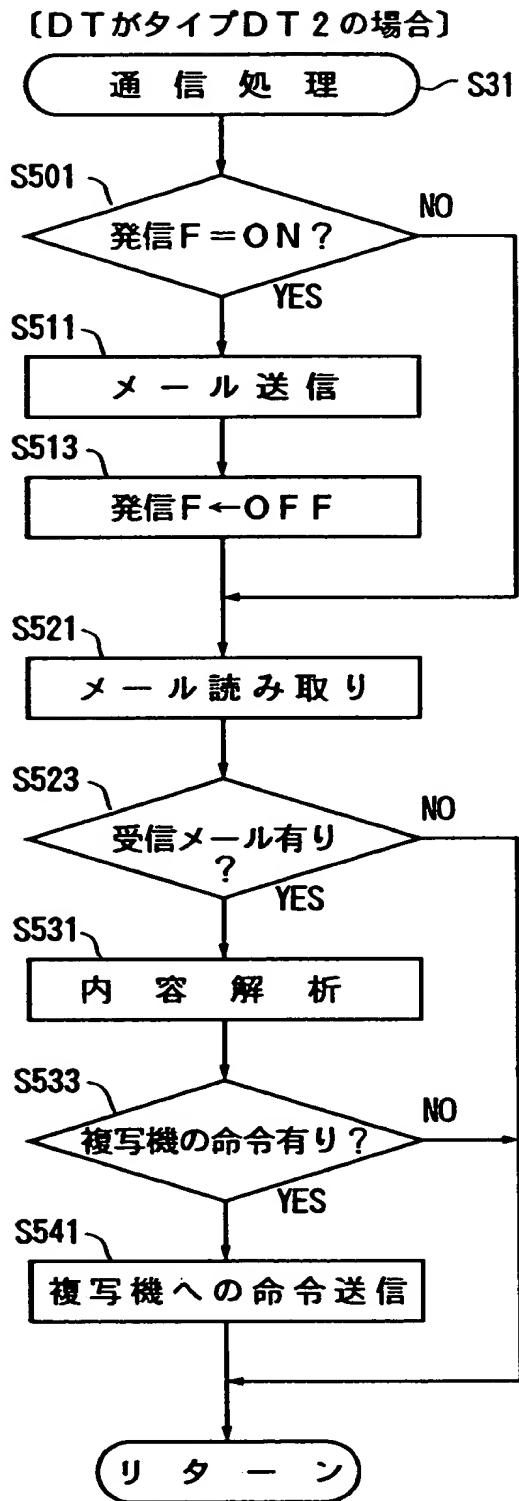 〔DTがタイプDT2の場合〕
通信処理
S31
S501
発信F=ON?
NO
YES
S511
メール送信
S513
発信F←OFF
S521
メール読み取り
S523
受信メール有り
?
NO
YES
S531
内容解析
S533
複写機の命令有り?
NO
YES
S541
複写機への命令送信
リターン